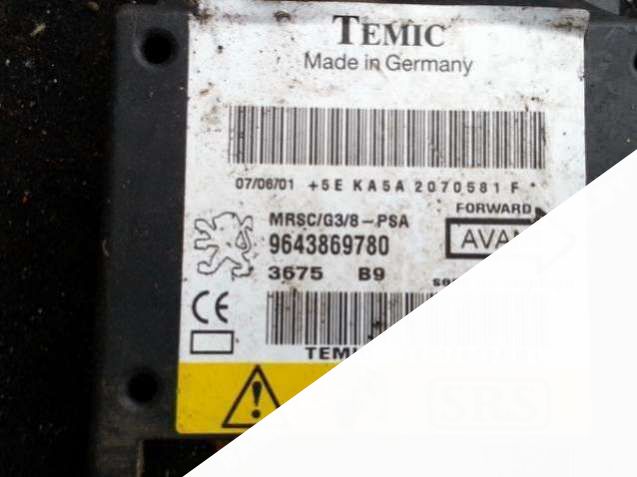 TEMIC
Made in Germany
07/06/01 +5E KA5A 2070581 F *
MRSC/G3/8-PSA
FORWARD
9643869780
3675 B9
CE
SRS